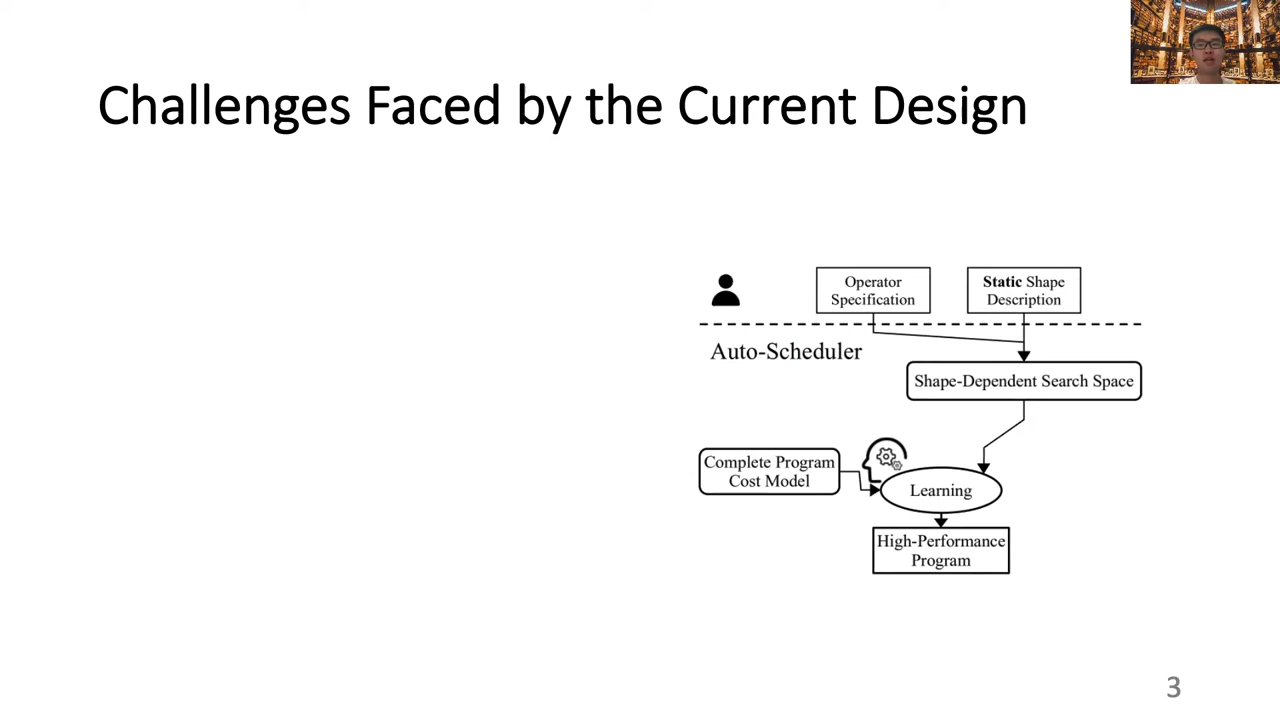 Challenges Faced by the Current Design
Operator
Specification
Static Shape
Description
Auto-Scheduler
Shape-Dependent Search Space
Complete Program
Cost Model
Learning
High-Performance
Program
3